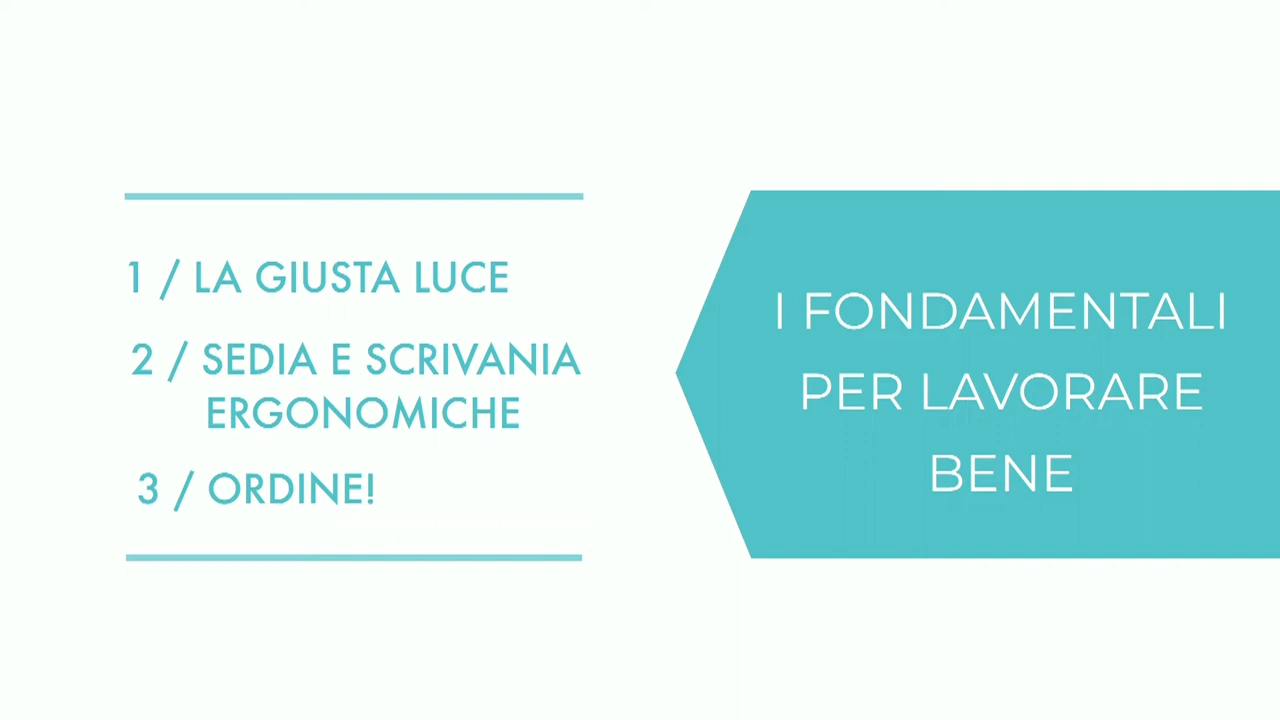 1 / LA GIUSTA LUCE
2 / SEDIA E SCRIVANIA
ERGONOMICHE
3 / ORDINE!
I FONDAMENTALI
PER LAVORARE
BENE